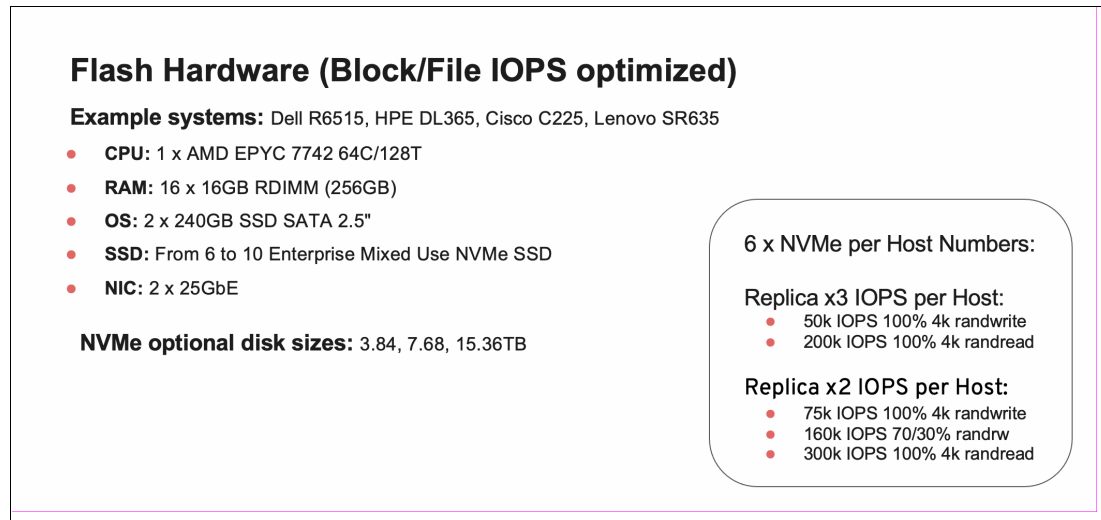 Flash Hardware (Block/File IOPS optimized)
Example systems: Dell R6515, HPE DL365, Cisco C225, Lenovo SR635
CPU: 1 x AMD EPYC 7742 64C/128T
RAM: 16 x 16GB RDIMM (256GB)
OS: 2 x 240GB SSD SATA 2.5"
SSD: From 6 to 10 Enterprise Mixed Use NVMe SSD
NIC: 2 x 25GbE
NVMe optional disk sizes: 3.84, 7.68, 15.36TB
6 x NVMe per Host Numbers:
Replica x3 IOPS per Host:
50k IOPS 100% 4k randwrite
200k IOPS 100% 4k randread
Replica x2 IOPS per Host:
75k IOPS 100% 4k randwrite
160k IOPS 70/30% randrw
300k IOPS 100% 4k randread